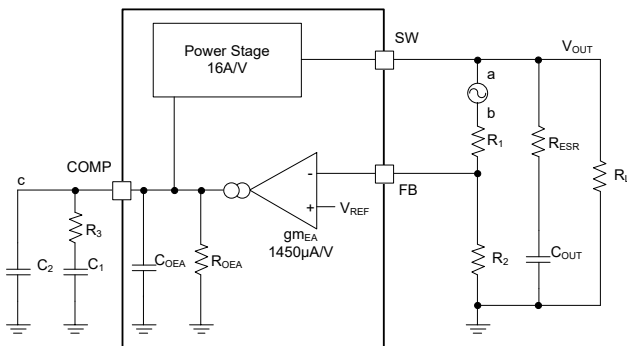 SW
Power Stage
16A/V
VOUT
a
b
R1
RESR
RL
COMP
c
-
FB
+
VREF
gmEA
1450µA/V
R3
C2
C1
COEA
ROEA
R2
COUT